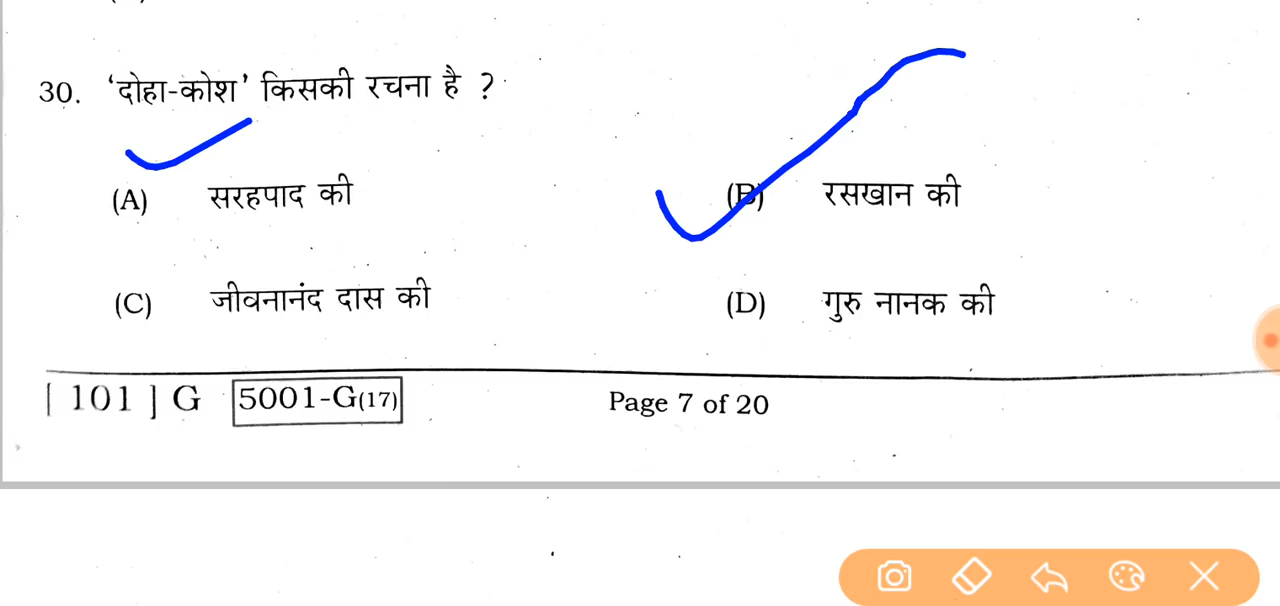 30. ‘दोहा-कोश’ किसकी रचना है ?
(A) सरहपाद की
(B) रसखान की
(C) जीवनानंद दास की
(D) गुरु नानक की
[ 101 ] G 5001-G(17) Page 7 of 20